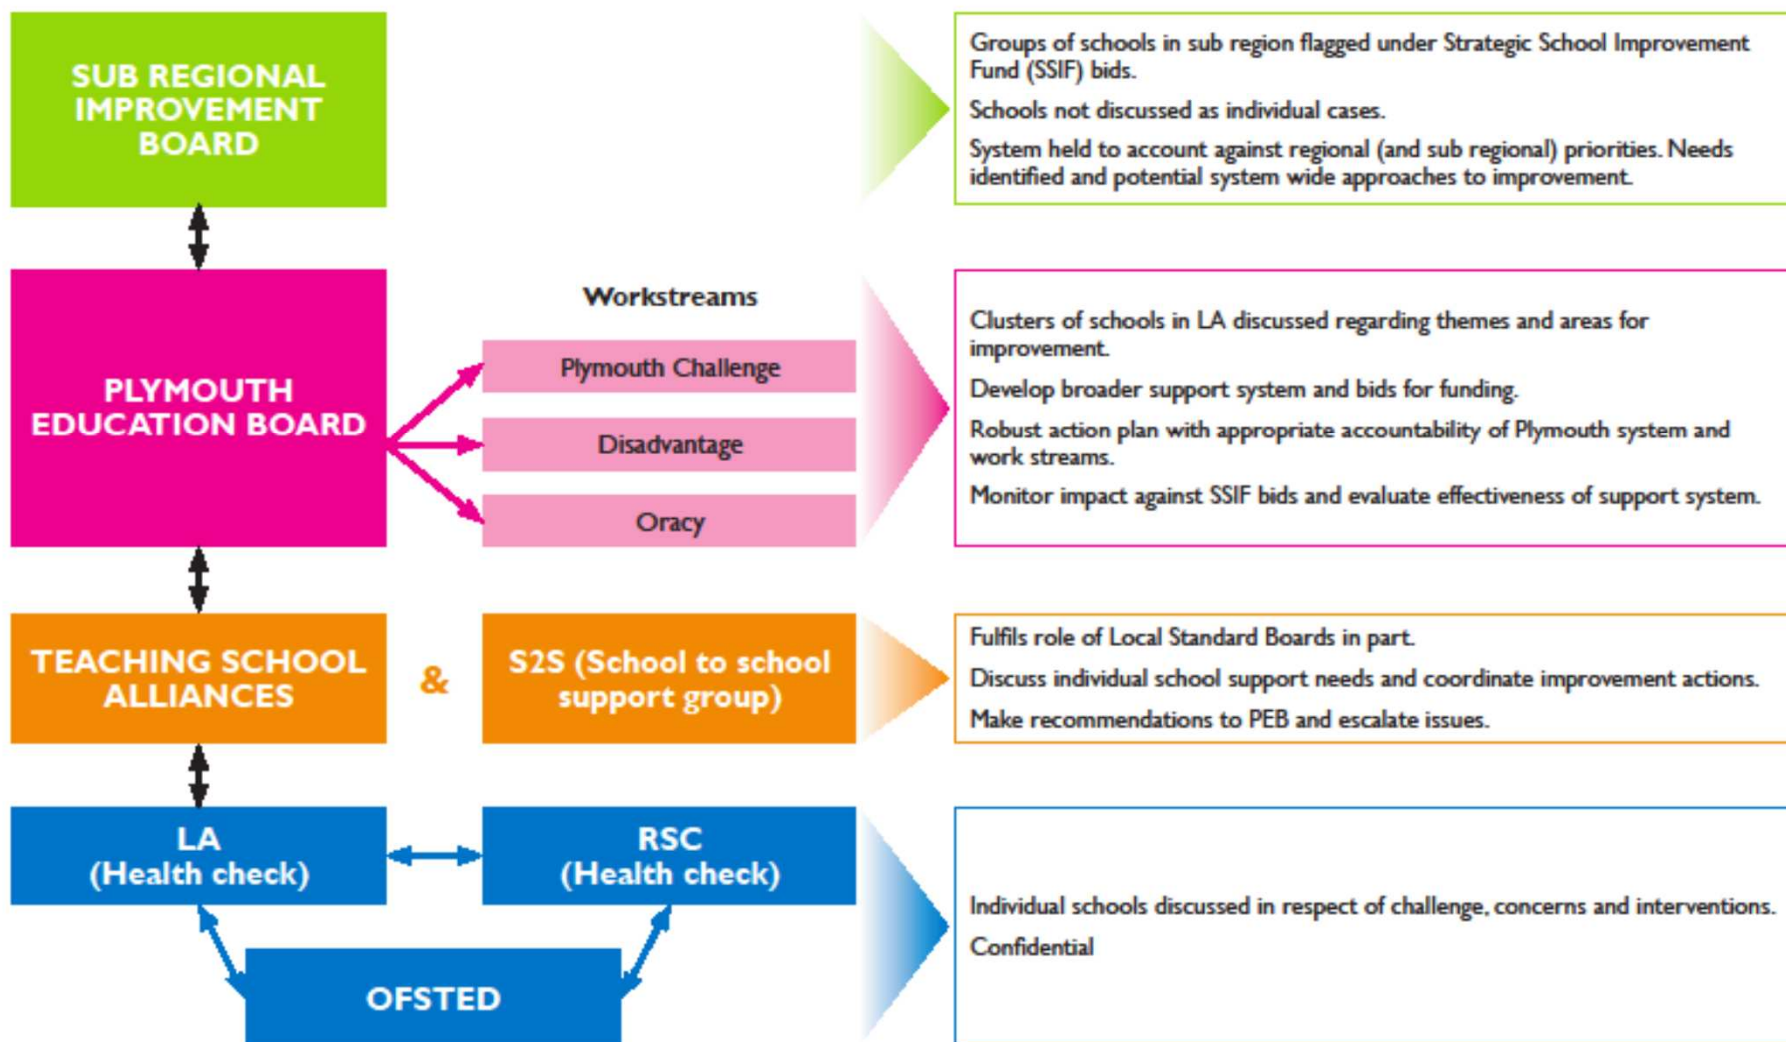 SUB REGIONAL
IMPROVEMENT
BOARD
Groups of schools in sub region flagged under Strategic School Improvement
Fund (SSIF) bids.
Schools not discussed as individual cases.
System held to account against regional (and sub regional) priorities. Needs
identified and potential system wide approaches to improvement.
PLYMOUTH
EDUCATION BOARD
Workstreams
Plymouth Challenge
Disadvantage
Oracy
Clusters of schools in LA discussed regarding themes and areas for
improvement.
Develop broader support system and bids for funding.
Robust action plan with appropriate accountability of Plymouth system and
work streams.
Monitor impact against SSIF bids and evaluate effectiveness of support system.
TEACHING SCHOOL
ALLIANCES
&
S2S (School to school
support group)
Fulfils role of Local Standard Boards in part.
Discuss individual school support needs and coordinate improvement actions.
Make recommendations to PEB and escalate issues.
LA
(Health check)
RSC
(Health check)
OFSTED
Individual schools discussed in respect of challenge, concerns and interventions.
Confidential